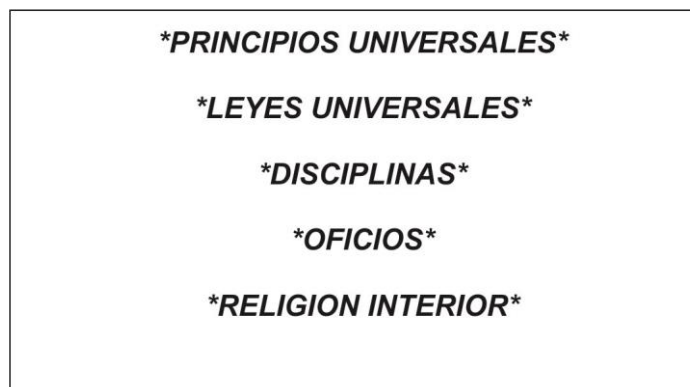 *PRINCIPIOS UNIVERSALES*
*LEYES UNIVERSALES*
*DISCIPLINAS*
*OFICIOS*
*RELIGION INTERIOR*